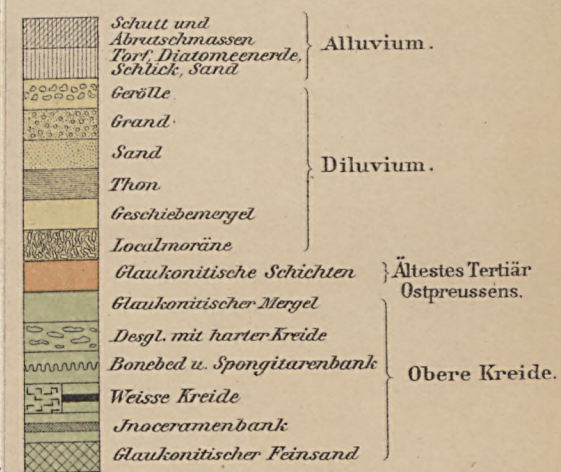 Schutt und
Abrutschmassen
Torf, Diatomeenerde,
Schlick, Sand
Alluvium.
Gerölle
Grand
Sand
Thon
Geschiebemergel
Localmoräne
Diluvium.
Glaukonitische Schichten
Ältestes Tertiär
Ostpreussens.
Glaukonitischer Mergel
Desgl. mit harter Kreide
Bonebed u. Spongitarenbank
Weisse Kreide
Jnoceramenbank
Glaukonitischer Feinsand
Obere Kreide.